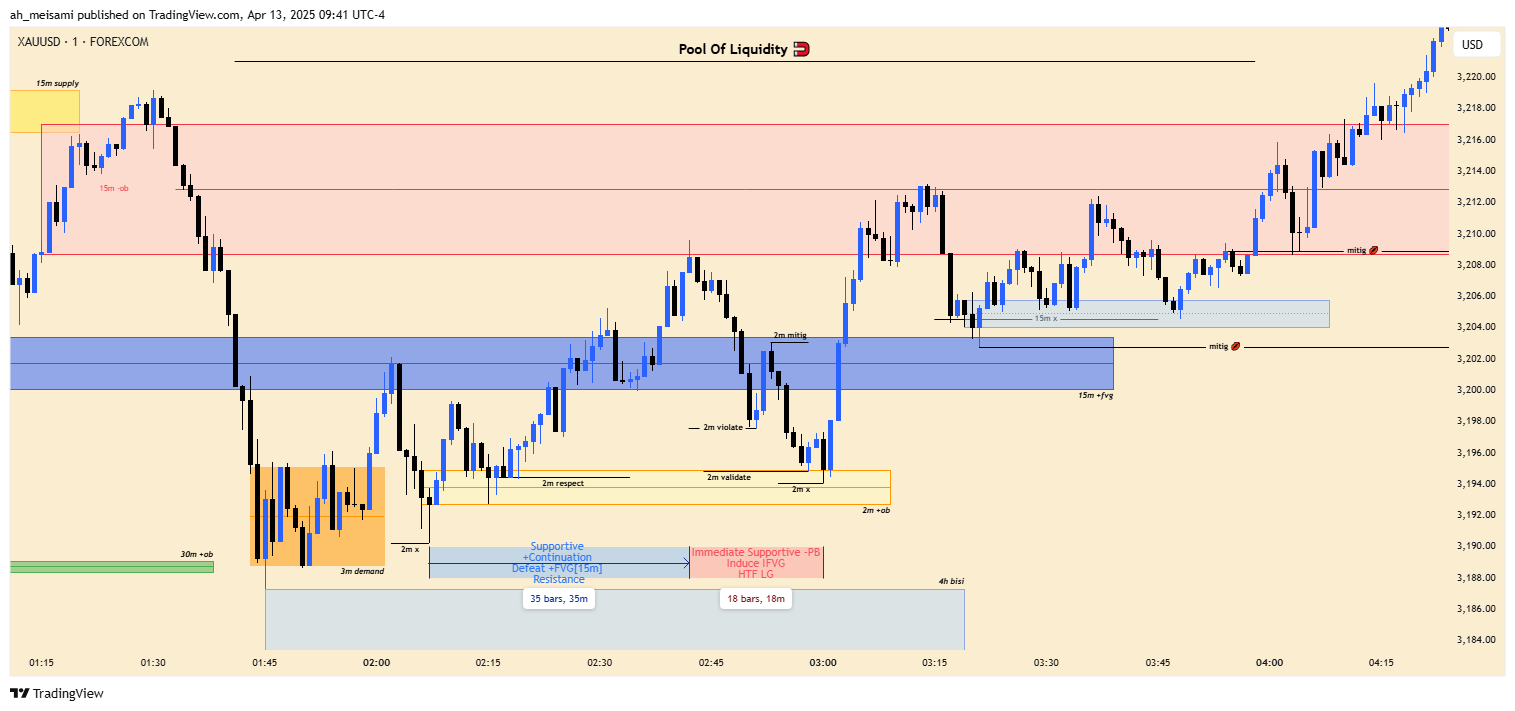 ah_meisami published on TradingView.com, Apr 13, 2025 09:41 UTC-4
XAUUSD · 1 · FOREXCOM
Pool Of Liquidity
USD
15m supply
15m -ob
3,220.00
3,218.00
3,216.00
3,214.00
3,212.00
3,210.00
3,208.00
3,206.00
3,204.00
3,202.00
3,200.00
3,198.00
3,196.00
3,194.00
3,192.00
3,190.00
3,188.00
3,186.00
3,184.00
mitig
15m x
2m mitig
mitig
15m +fvg
2m violate
2m respect
2m validate
2m x
2m +ob
2m x
30m +ob
3m demand
Supportive
+Continuation
Defeat +FVG[15m]
Resistance
Immediate Supportive -PB
Induce IFVG
HTF LG
35 bars, 35m
18 bars, 18m
4h bisi
01:15
01:30
01:45
02:00
02:15
02:30
02:45
03:00
03:15
03:30
03:45
04:00
04:15
TradingView